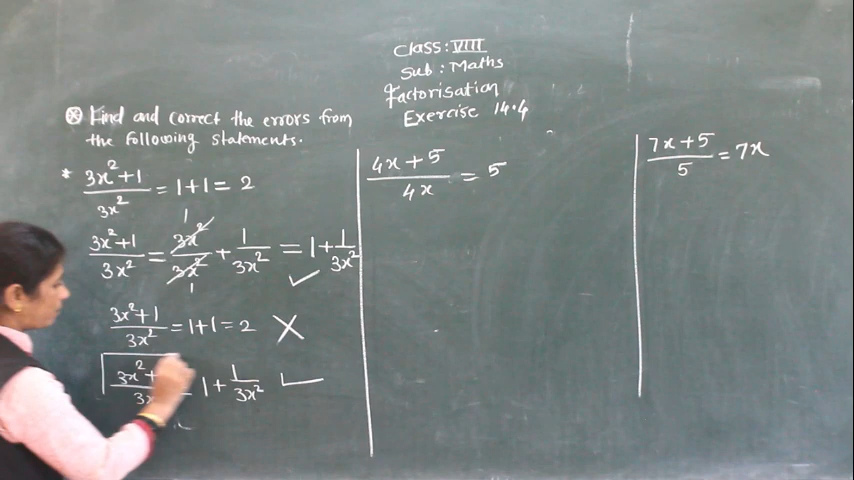 Class: VIII
Sub: Maths
Factorisation
Exercise 14.4
Find and correct the errors from
the following statements.
* (3x²+1)/(3x²) = 1+1 = 2
(3x²+1)/(3x²) = 3x²/3x² + 1/(3x²) = 1 + 1/(3x²) ✓
(3x²+1)/(3x²) = 1+1 = 2 ✗
1 + 1/(3x²) ✓
(4x+5)/(4x) = 5
(7x+5)/5 = 7x